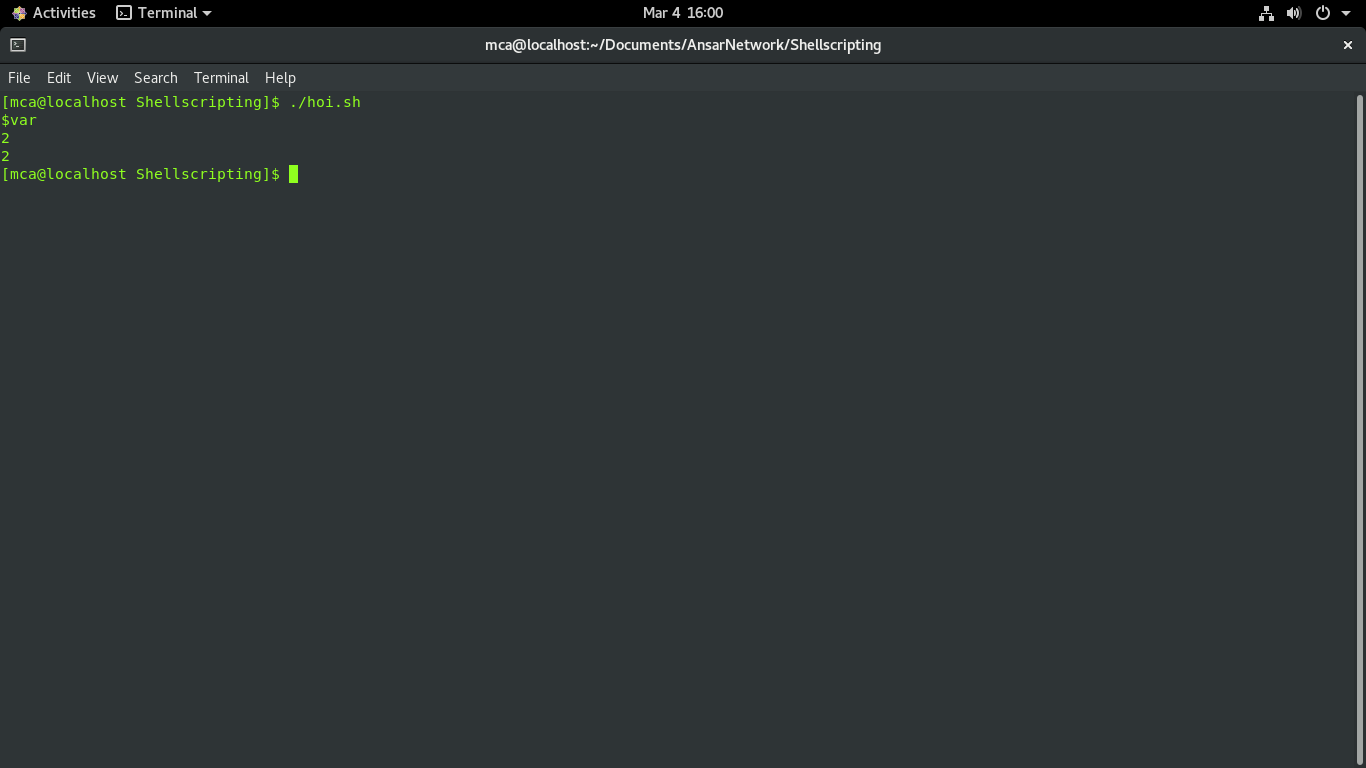 Activities Terminal Mar 4 16:00
mca@localhost:~/Documents/AnsarNetwork/Shellscripting
File Edit View Search Terminal Help
[mca@localhost Shellscripting]$ ./hoi.sh
$var
2
2
[mca@localhost Shellscripting]$